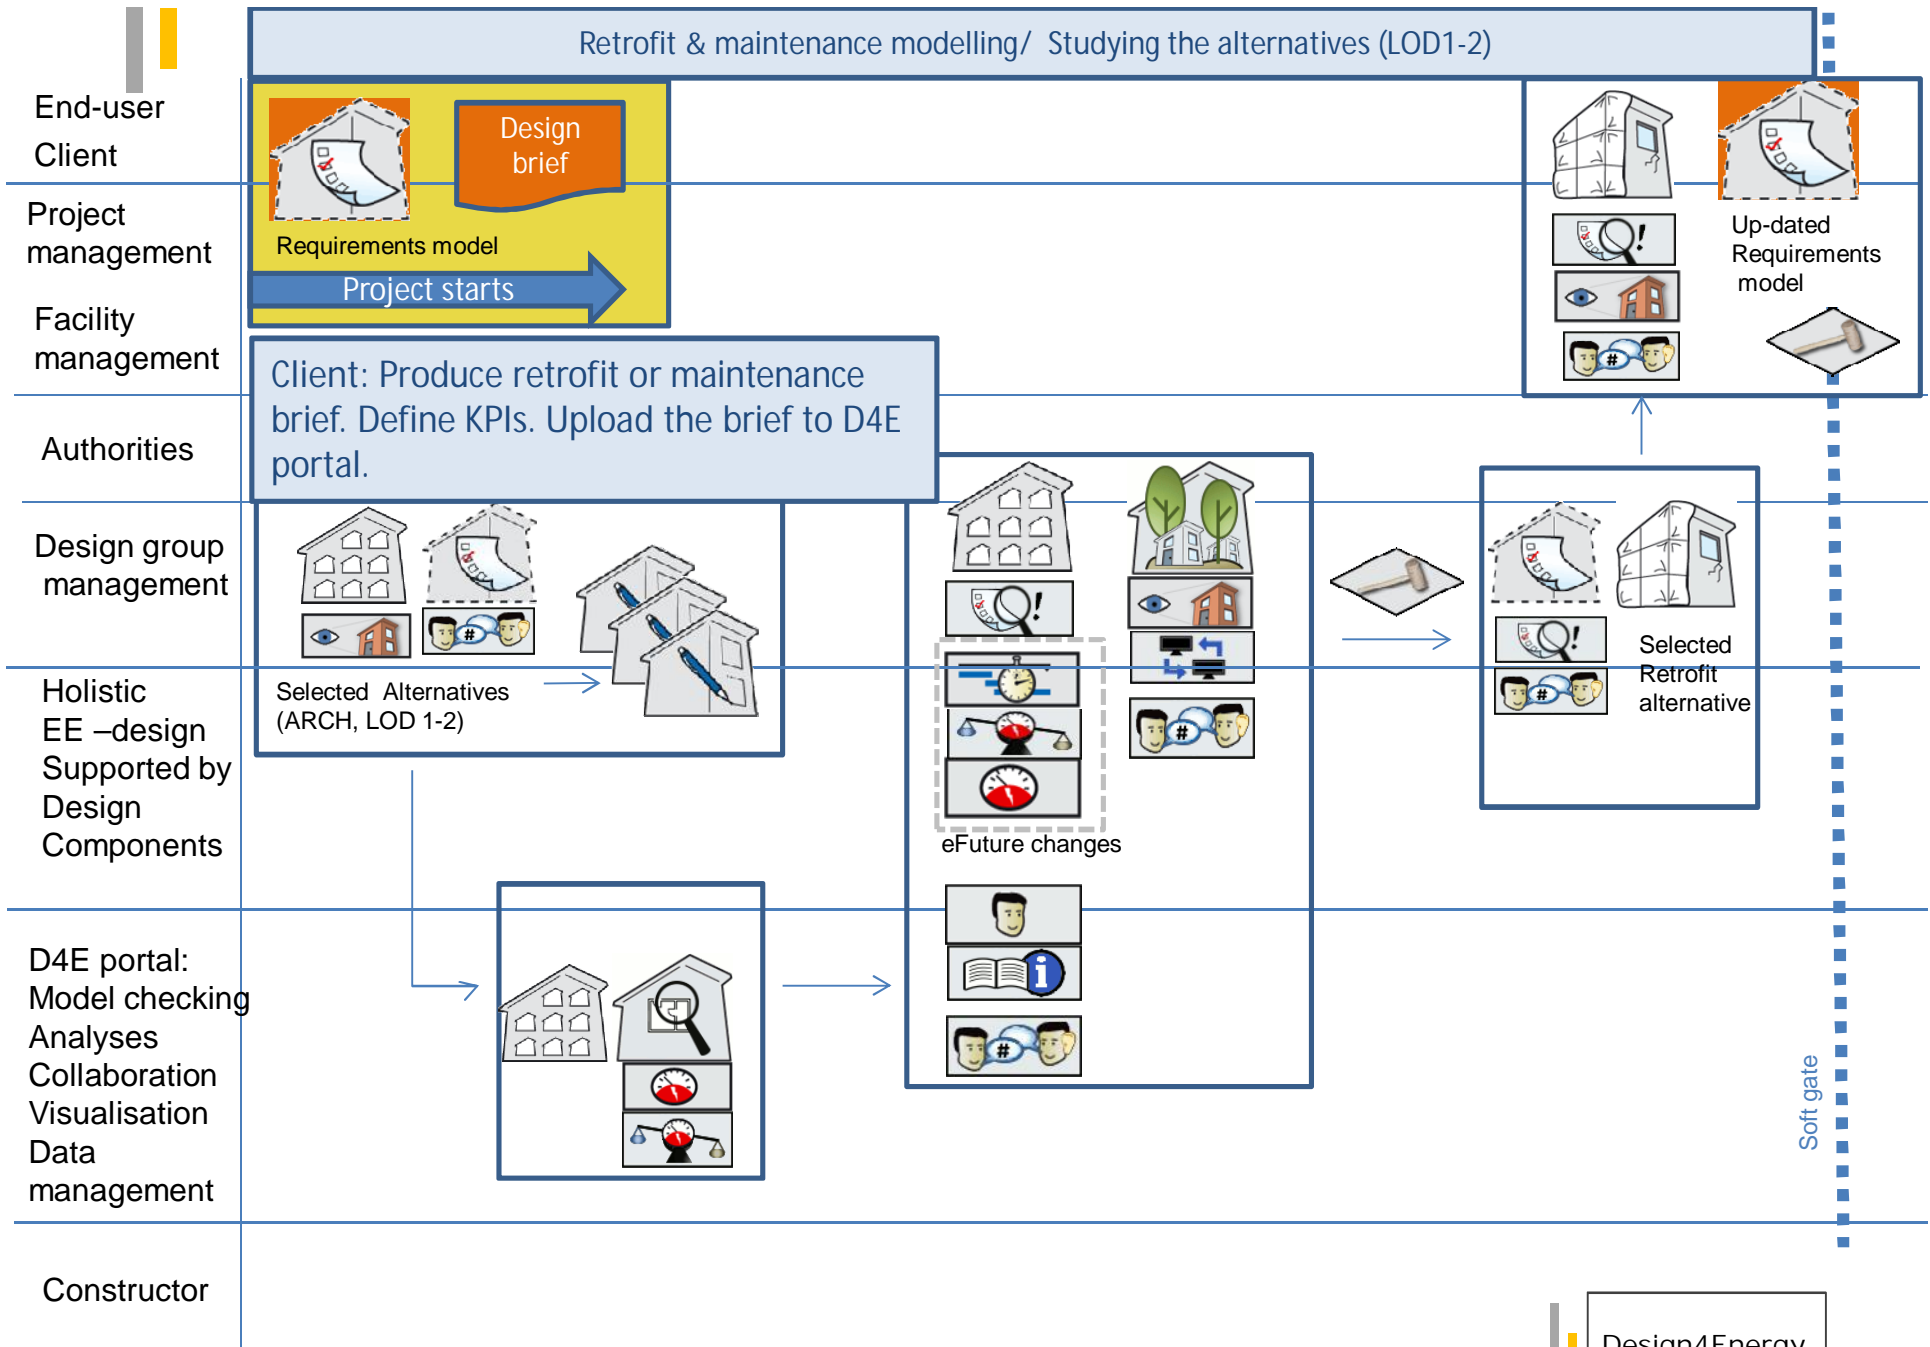 Retrofit & maintenance modelling/ Studying the alternatives (LOD1-2)
End-user
Client
Design
brief
Requirements model
Project starts
Project
management
Up-dated
Requirements
model
Facility
management
Client: Produce retrofit or maintenance
brief. Define KPIs. Upload the brief to D4E
portal.
Authorities
Design group
management
Selected Alternatives
(ARCH, LOD 1-2)
#
!
#
!
#
!
#
Selected
Retrofit
alternative
Holistic
EE –design
Supported by
Design
Components
eFuture changes
i
#
#
D4E portal:
Model checking
Analyses
Collaboration
Visualisation
Data
management
Soft gate
Constructor
Design4Energy